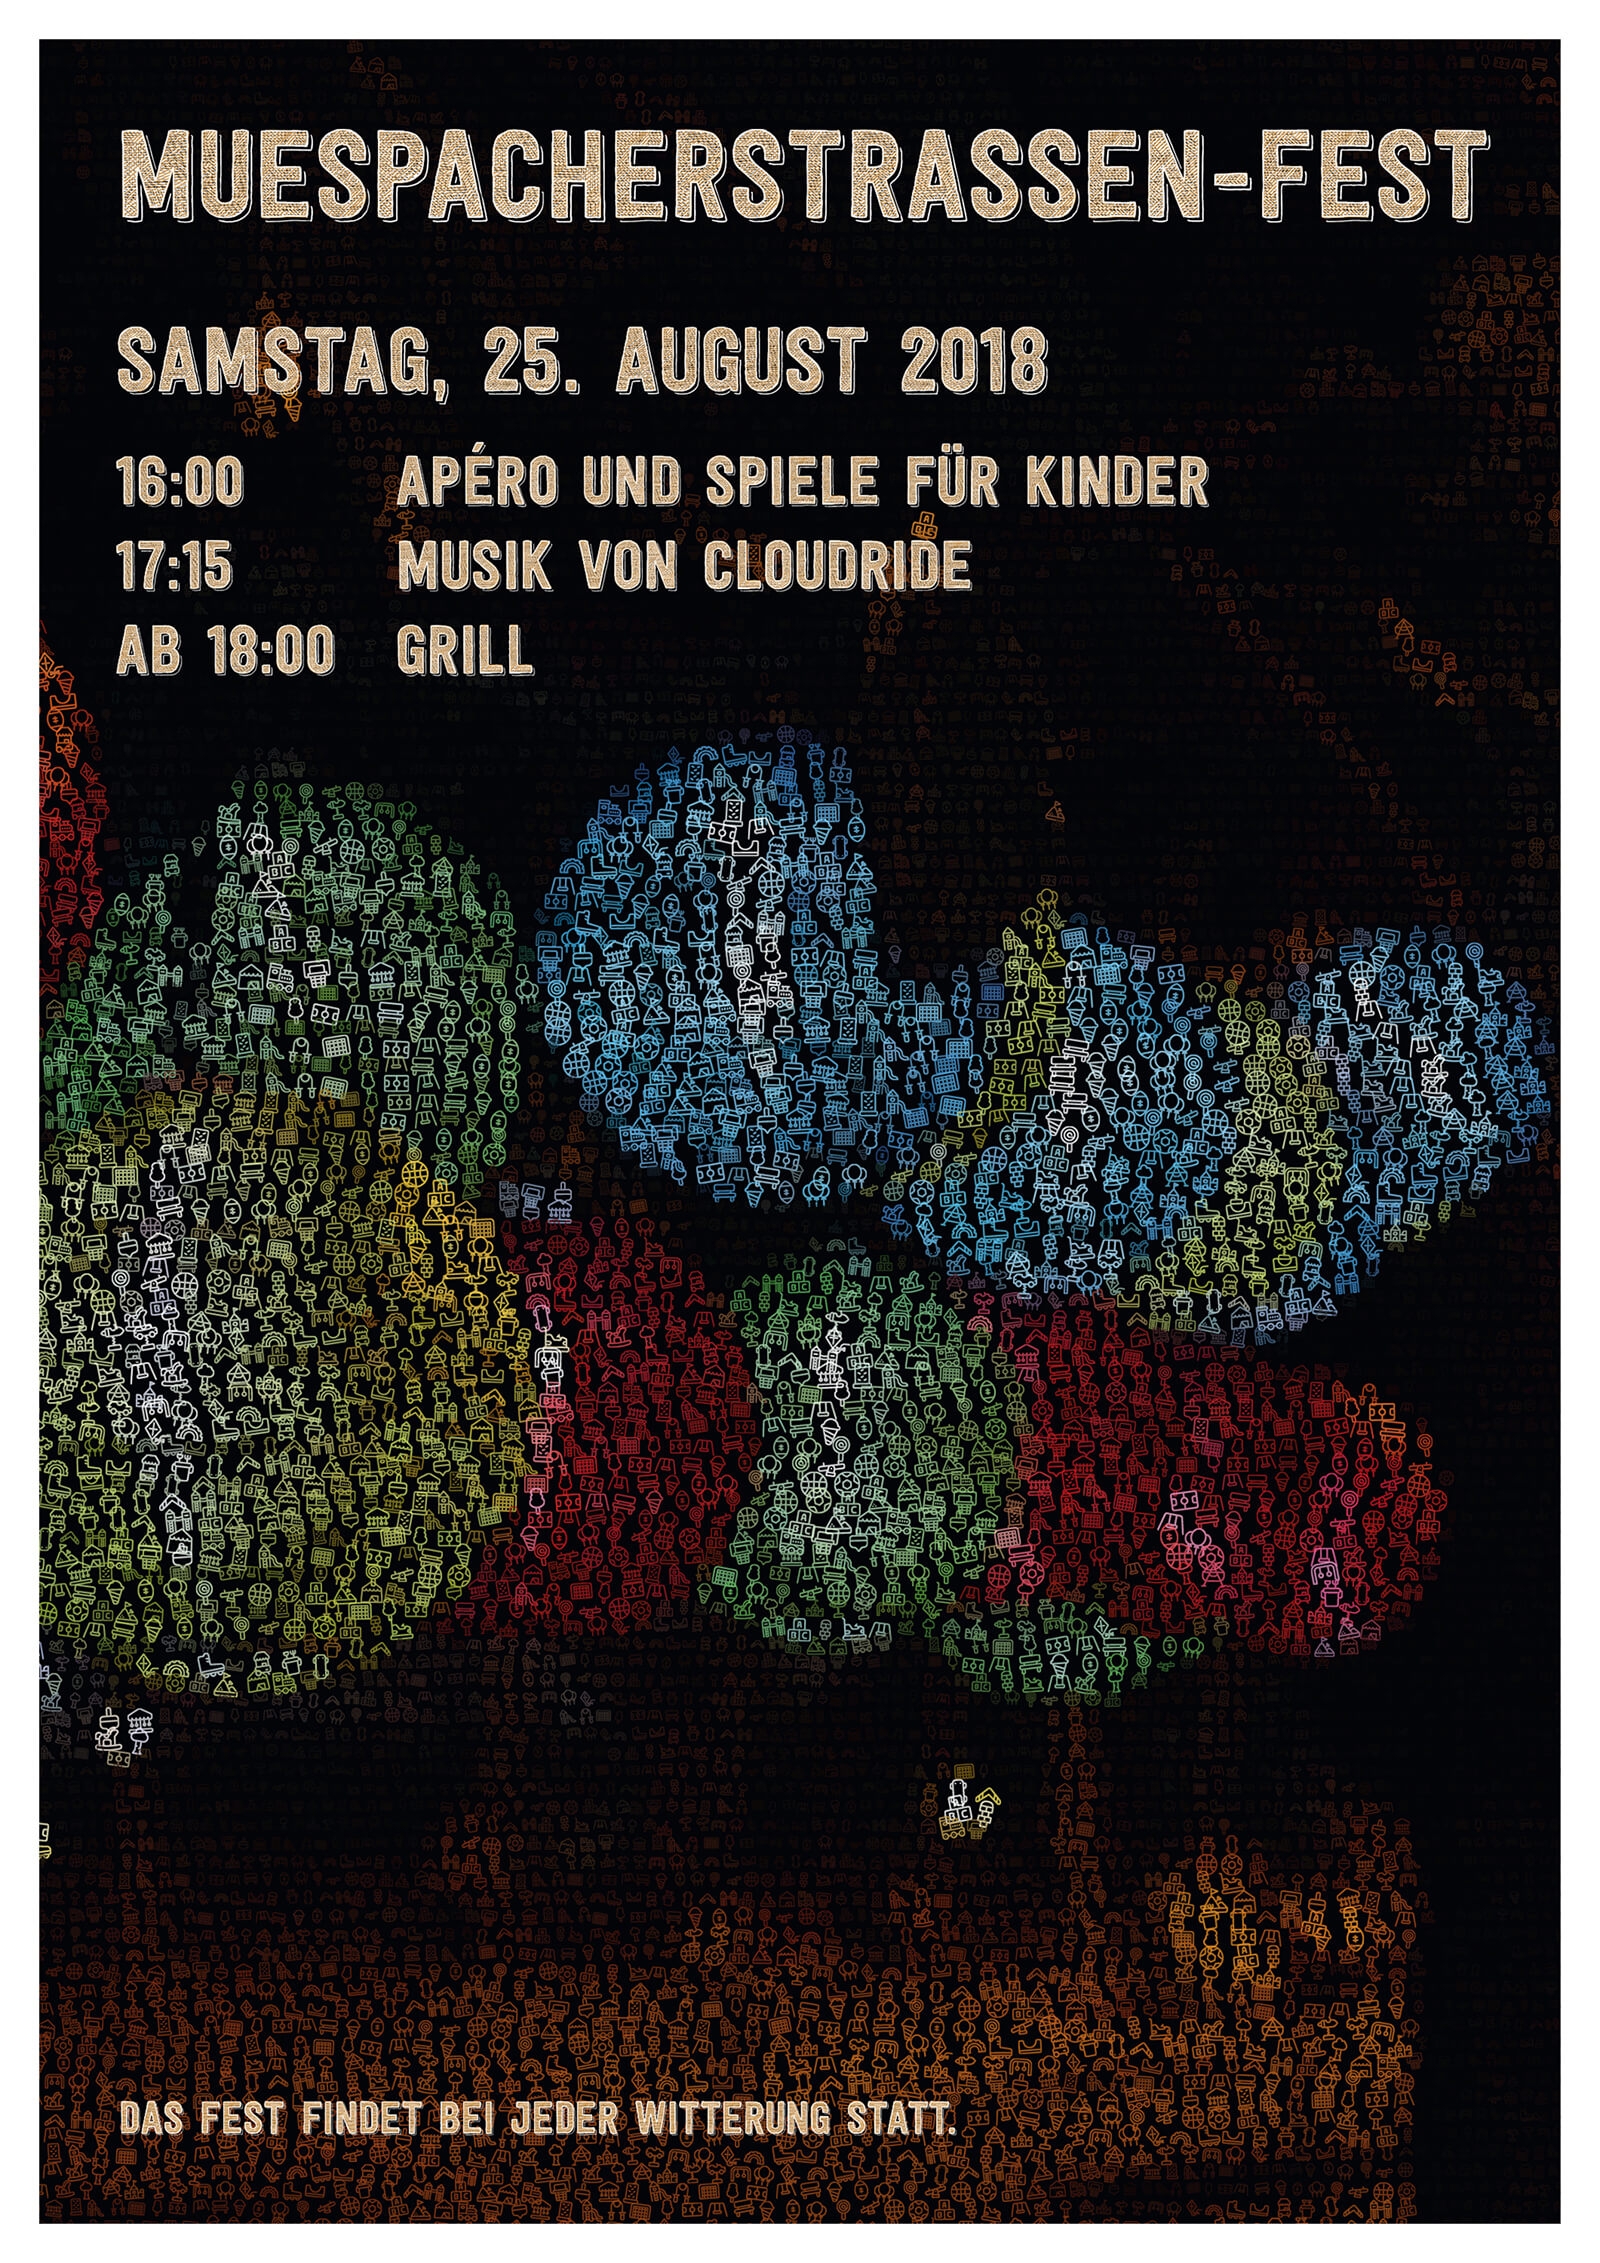 MUESPACHERSTRASSEN-FEST
SAMSTAG, 25. AUGUST 2018
16:00 APÉRO UND SPIELE FÜR KINDER
17:15 MUSIK VON CLOUDRIDE
AB 18:00 GRILL
DAS FEST FINDET BEI JEDER WITTERUNG STATT.